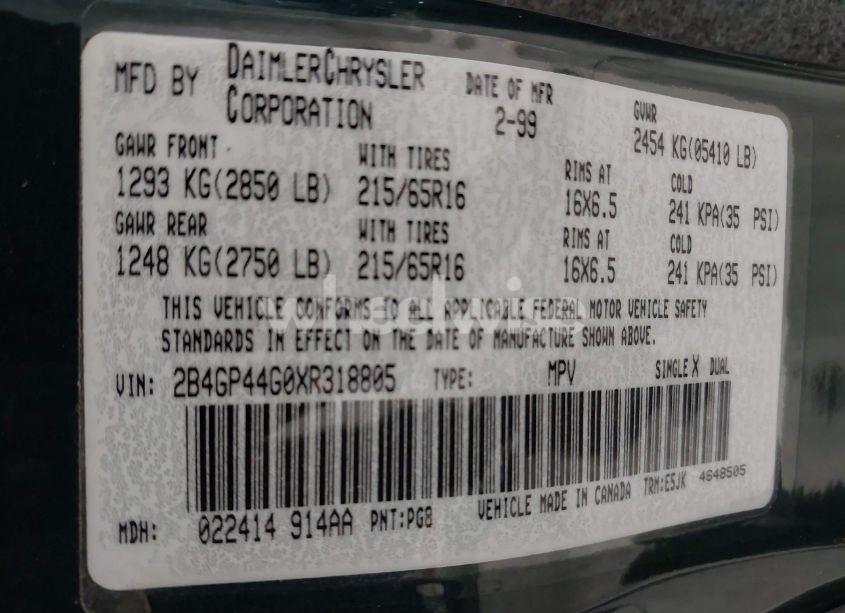 MFD BY DAIMLERCHRYSLER CORPORATION
DATE OF MFR 2-99
GVWR 2454 KG(05410 LB)
GAWR FRONT WITH TIRES RIMS AT COLD
1293 KG(2850 LB) 215/65R16 16X6.5 241 KPA(35 PSI)
GAWR REAR WITH TIRES RIMS AT COLD
1248 KG(2750 LB) 215/65R16 16X6.5 241 KPA(35 PSI)
THIS VEHICLE CONFORMS TO ALL APPLICABLE FEDERAL MOTOR VEHICLE SAFETY
STANDARDS IN EFFECT ON THE DATE OF MANUFACTURE SHOWN ABOVE.
VIN: 2B4GP44G0XR318805 TYPE: MPV SINGLE X DUAL
MDH: 022414 914AA PNT:PG8 VEHICLE MADE IN CANADA TRM:E5JK 4648505